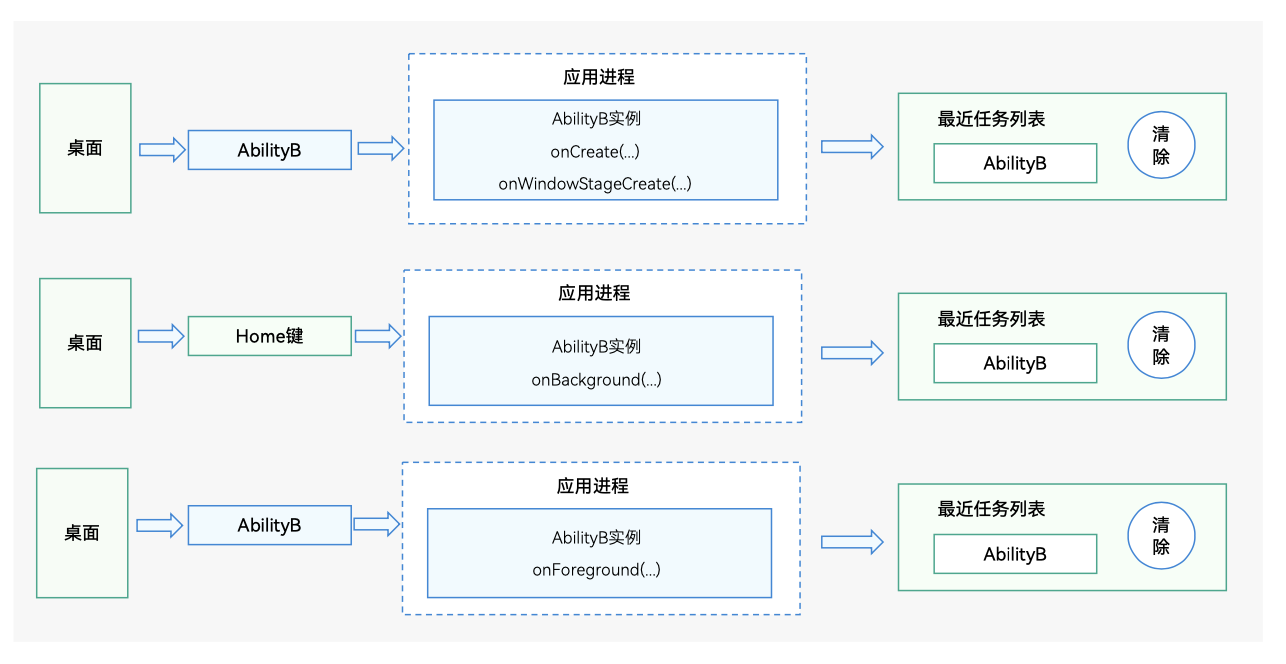 桌面
AbilityB
应用进程
AbilityB实例
onCreate(...)
onWindowStageCreate(...)
最近任务列表
AbilityB
清
除
桌面
Home键
应用进程
AbilityB实例
onBackground(...)
最近任务列表
AbilityB
清
除
桌面
AbilityB
应用进程
AbilityB实例
onForeground(...)
最近任务列表
AbilityB
清
除